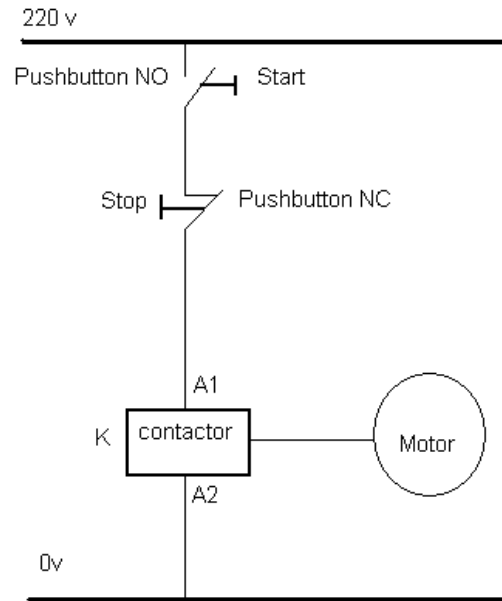 220 v
Pushbutton NO
Start
Stop
Pushbutton NC
A1
K
contactor
Motor
A2
0v